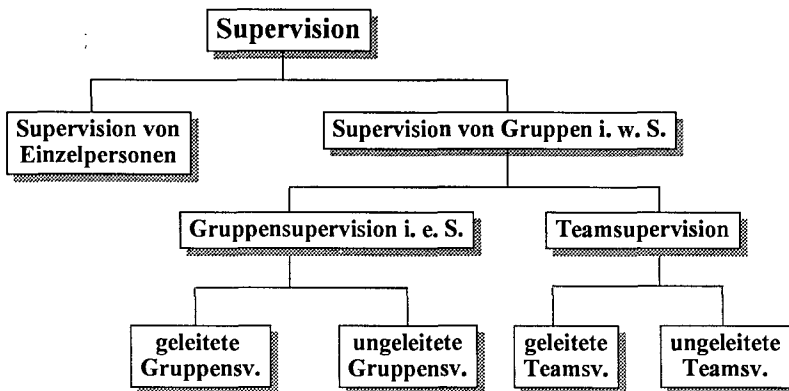 Supervision
Supervision von
Einzelpersonen
Supervision von Gruppen i. w. S.
Gruppensupervision i. e. S.
Teamsupervision
geleitete
Gruppensv.
ungeleitete
Gruppensv.
geleitete
Teamsv.
ungeleitete
Teamsv.